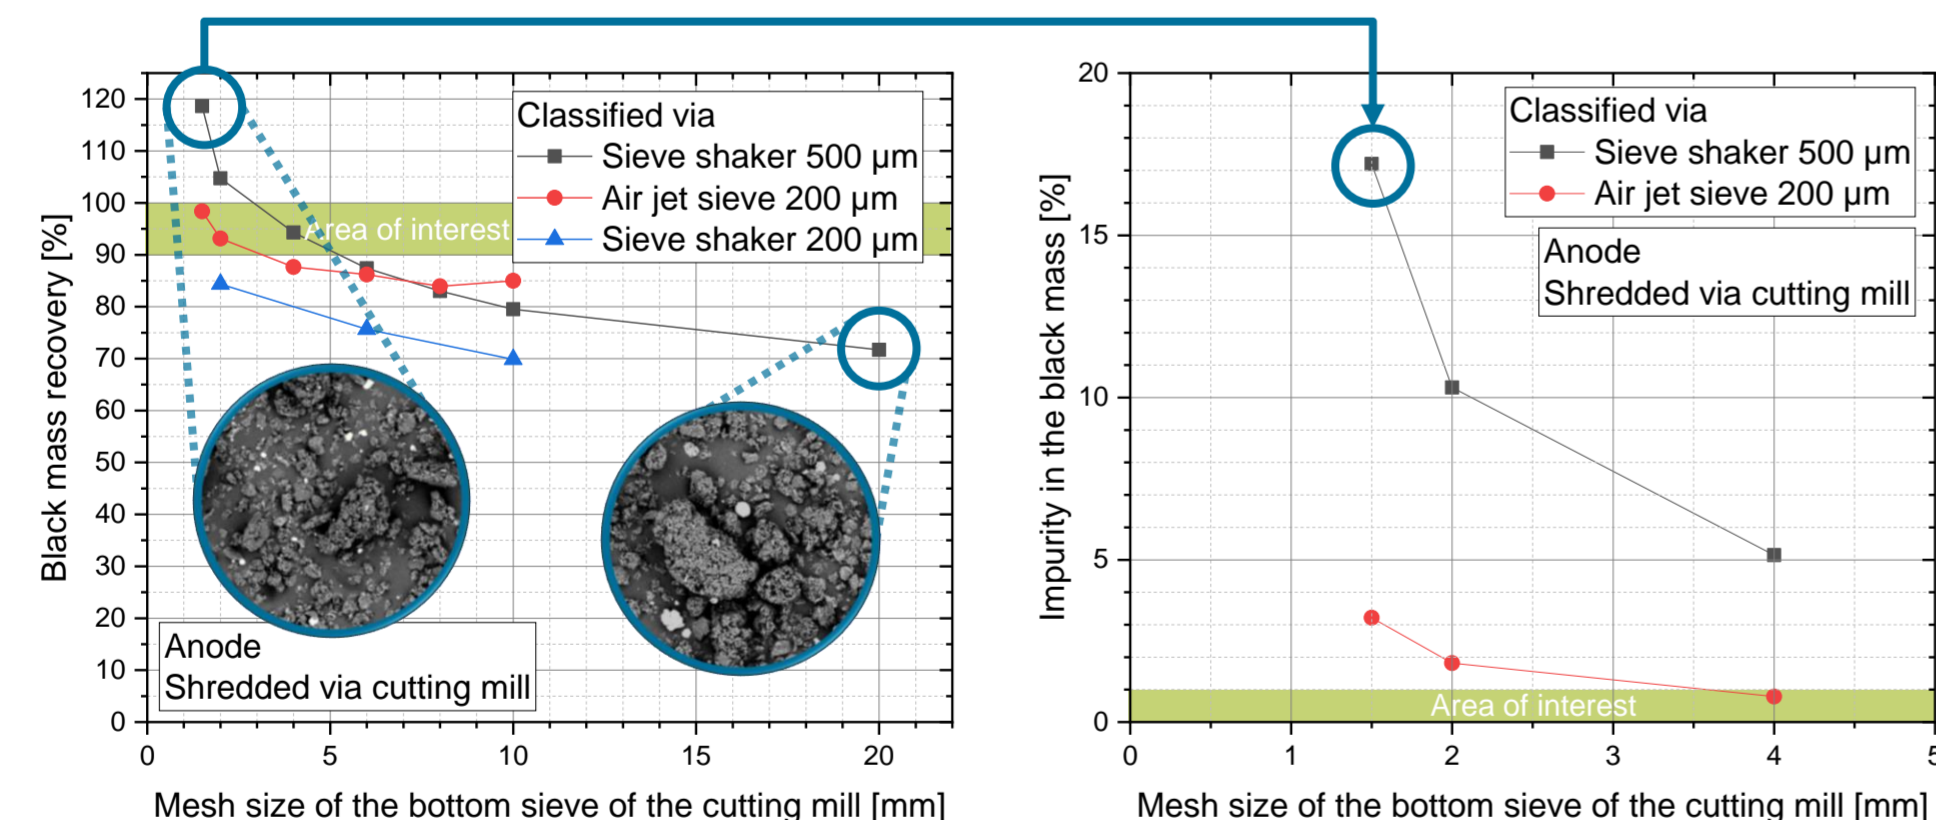 Black mass recovery [%]
120
110
100
90
80
70
60
50
40
30
20
10
0
0
5
10
15
20
Mesh size of the bottom sieve of the cutting mill [mm]
Classified via
Sieve shaker 500 µm
Air jet sieve 200 µm
Sieve shaker 200 µm
Area of interest
Anode
Shredded via cutting mill
Impurity in the black mass [%]
20
15
10
5
0
0
1
2
3
4
5
Mesh size of the bottom sieve of the cutting mill [mm]
Classified via
Sieve shaker 500 µm
Air jet sieve 200 µm
Anode
Shredded via cutting mill
Area of interest